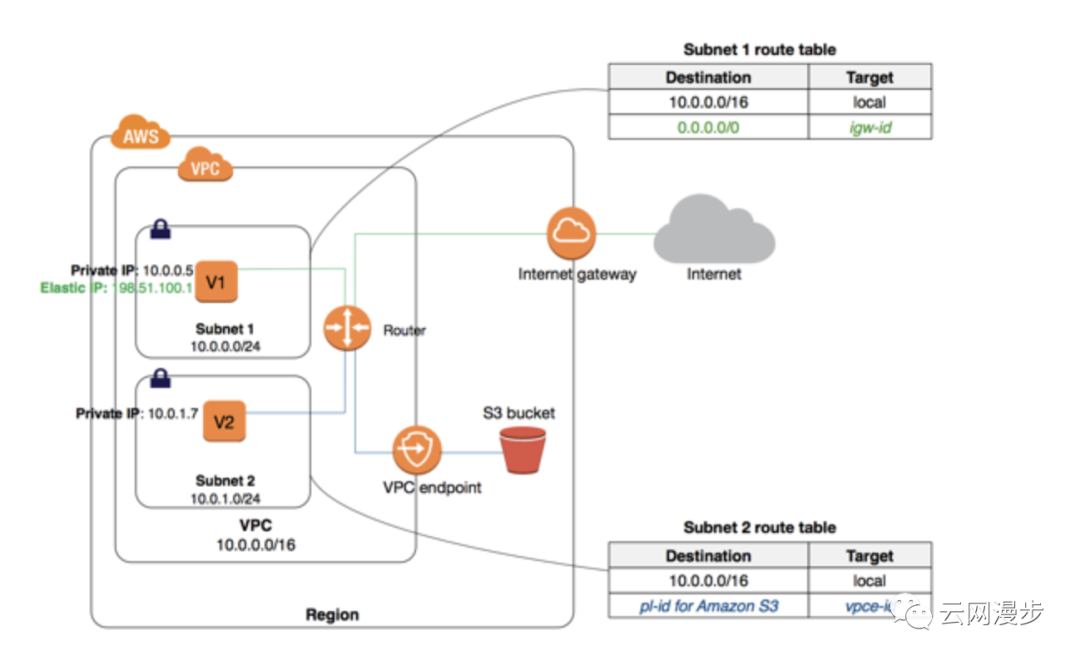 Subnet 1 route table
Destination Target
10.0.0.0/16 local
0.0.0.0/0 igw-id
AWS
VPC
Private IP: 10.0.0.5
Elastic IP: 198.51.100.1
V1
Subnet 1
10.0.0.0/24
Router
Internet gateway
Internet
Private IP: 10.0.1.7
V2
Subnet 2
10.0.1.0/24
S3 bucket
VPC endpoint
VPC
10.0.0.0/16
Region
Subnet 2 route table
Destination Target
10.0.0.0/16 local
pl-id for Amazon S3
云网漫步